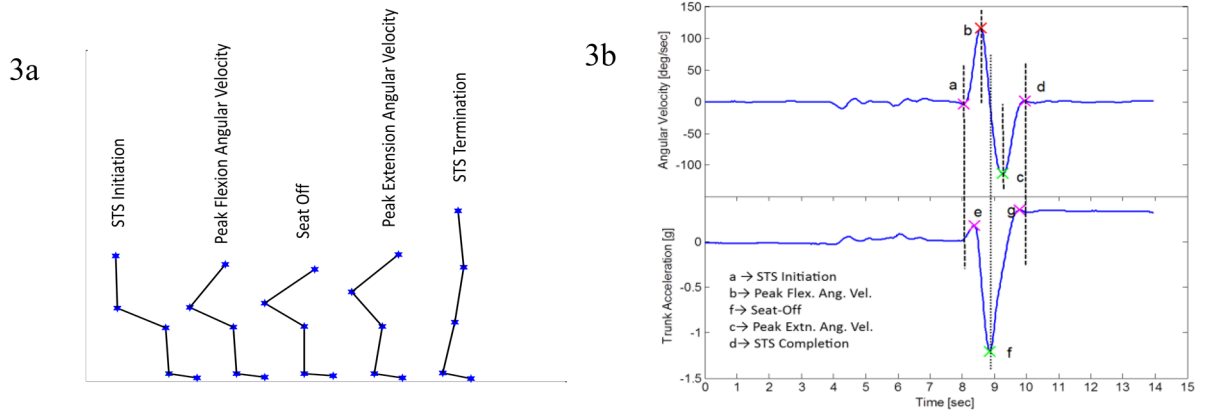 3a
STS Initiation
Peak Flexion Angular Velocity
Seat Off
Peak Extension Angular Velocity
STS Termination
3b
Angular Velocity [deg/sec]
150
100
50
0
-50
-100
a
b
c
d
Trunk Acceleration [g]
0
-0.5
-1
-1.5
e
g
f
a → STS Initiation
b→ Peak Flex. Ang. Vel.
f→ Seat-Off
c→ Peak Extn. Ang. Vel.
d→ STS Completion
0 1 2 3 4 5 6 7 8 9 10 11 12 13 14 15
Time [sec]